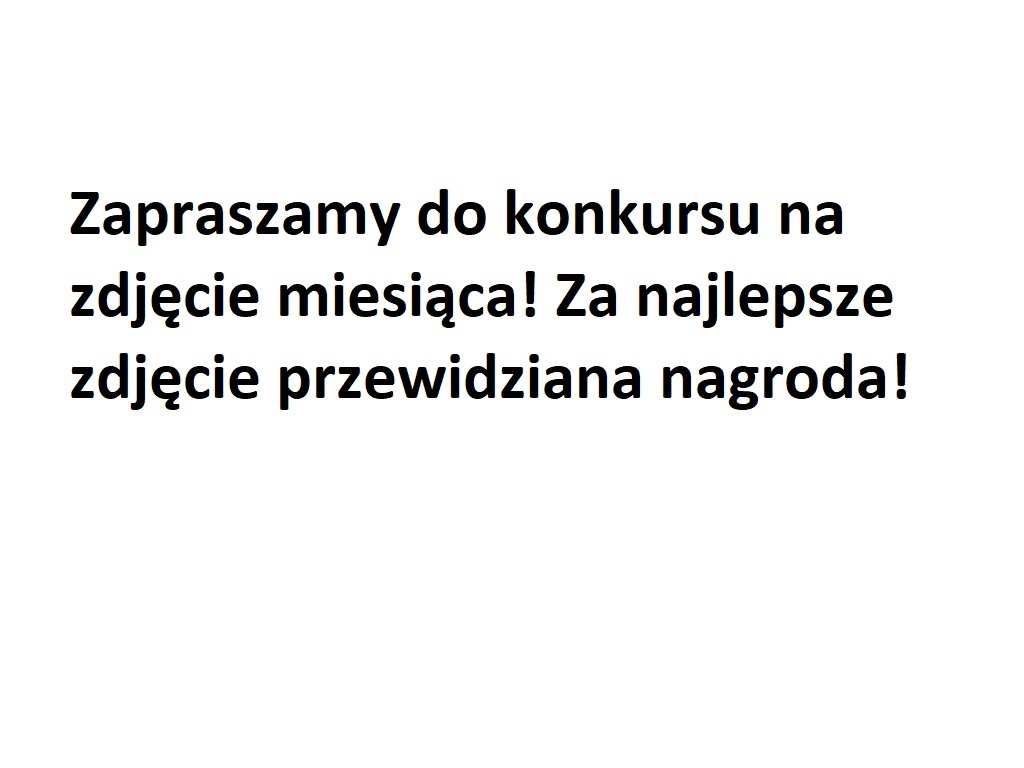 Zapraszamy do konkursu na
zdjęcie miesiąca! Za najlepsze
zdjęcie przewidziana nagroda!